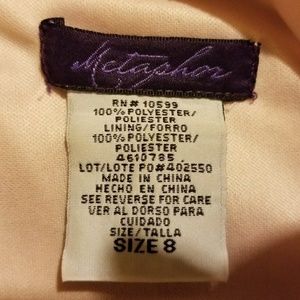 Metaphor
RN# 10599
100% POLYESTER/
POLIESTER
LINING/FORRO
100% POLYESTER/
POLIESTER
4610785
LOT/LOTE PO#402550
MADE IN CHINA
HECHO EN CHINA
SEE REVERSE FOR CARE
VER AL DORSO PARA
CUIDADO
SIZE/TALLA
SIZE 8